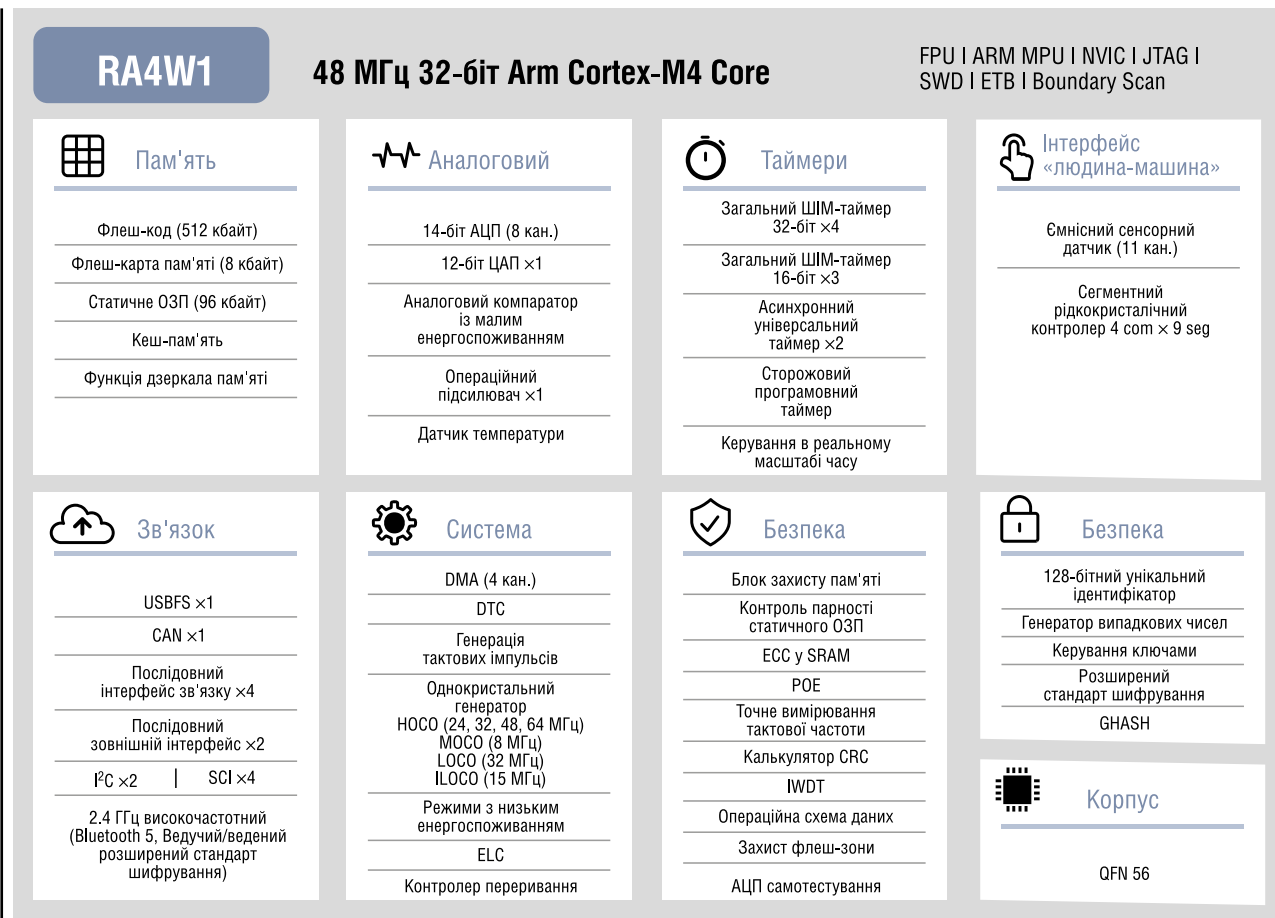 RA4W1
48 МГц 32-біт Arm Cortex-M4 Core
FPU I ARM MPU I NVIC I JTAG I
SWD I ETB I Boundary Scan
Пам'ять
Флеш-код (512 кбайт)
Флеш-карта пам'яті (8 кбайт)
Статичне ОЗП (96 кбайт)
Кеш-пам'ять
Функція дзеркала пам'яті
Аналоговий
14-біт АЦП (8 кан.)
12-біт ЦАП ×1
Аналоговий компаратор
із малим
енергоспоживанням
Операційний
підсилювач ×1
Датчик температури
Таймери
Загальний ШІМ-таймер
32-біт ×4
Загальний ШІМ-таймер
16-біт ×3
Асинхронний
універсальний
таймер ×2
Сторожовий
програмовний
таймер
Керування в реальному
масштабі часу
Інтерфейс
«людина-машина»
Ємнісний сенсорний
датчик (11 кан.)
Сегментний
рідкокристалічний
контролер 4 com × 9 seg
Зв'язок
USBFS ×1
CAN ×1
Послідовний
інтерфейс зв'язку ×4
Послідовний
зовнішній інтерфейс ×2
I²C ×2 | SCI ×4
2.4 ГГц високочастотний
(Bluetooth 5, Ведучий/ведений
розширений стандарт
шифрування)
Система
DMA (4 кан.)
DTC
Генерація
тактових імпульсів
Однокристальний
генератор
HOCO (24, 32, 48, 64 МГц)
MOCO (8 МГц)
LOCO (32 МГц)
ILOCO (15 МГц)
Режими з низьким
енергоспоживанням
ELC
Контролер переривання
Безпека
Блок захисту пам'яті
Контроль парності
статичного ОЗП
ECC у SRAM
POE
Точне вимірювання
тактової частоти
Калькулятор CRC
IWDT
Операційна схема даних
Захист флеш-зони
АЦП самотестування
Безпека
128-бітний унікальний
ідентифікатор
Генератор випадкових чисел
Керування ключами
Розширений
стандарт шифрування
GHASH
Корпус
QFN 56